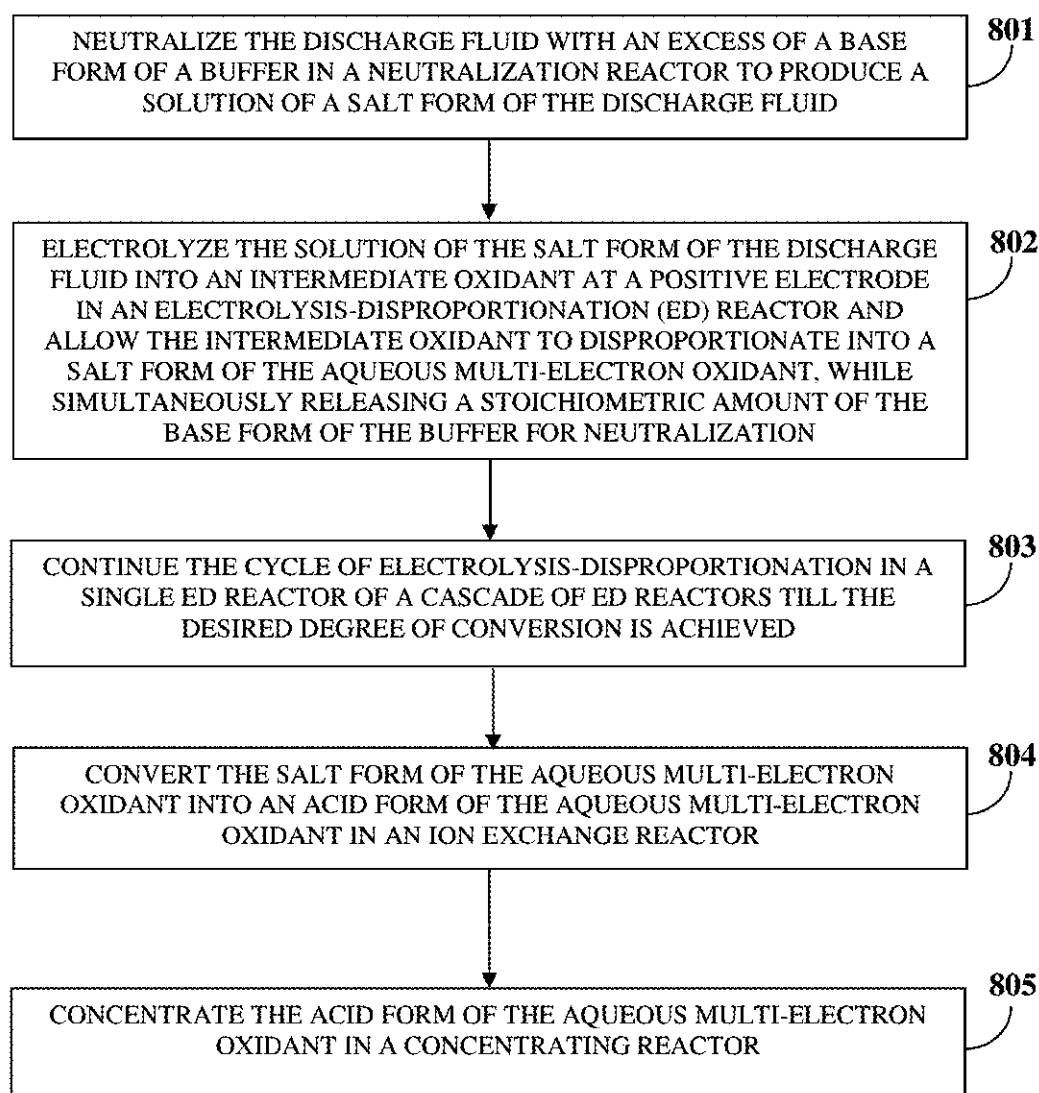 801
NEUTRALIZE THE DISCHARGE FLUID WITH AN EXCESS OF A BASE
FORM OF A BUFFER IN A NEUTRALIZATION REACTOR TO PRODUCE A
SOLUTION OF A SALT FORM OF THE DISCHARGE FLUID
802
ELECTROLYZE THE SOLUTION OF THE SALT FORM OF THE DISCHARGE
FLUID INTO AN INTERMEDIATE OXIDANT AT A POSITIVE ELECTRODE
IN AN ELECTROLYSIS-DISPROPORTIONATION (ED) REACTOR AND
ALLOW THE INTERMEDIATE OXIDANT TO DISPROPORTIONATE INTO A
SALT FORM OF THE AQUEOUS MULTI-ELECTRON OXIDANT, WHILE
SIMULTANEOUSLY RELEASING A STOICHIOMETRIC AMOUNT OF THE
BASE FORM OF THE BUFFER FOR NEUTRALIZATION
803
CONTINUE THE CYCLE OF ELECTROLYSIS-DISPROPORTIONATION IN A
SINGLE ED REACTOR OF A CASCADE OF ED REACTORS TILL THE
DESIRED DEGREE OF CONVERSION IS ACHIEVED
804
CONVERT THE SALT FORM OF THE AQUEOUS MULTI-ELECTRON
OXIDANT INTO AN ACID FORM OF THE AQUEOUS MULTI-ELECTRON
OXIDANT IN AN ION EXCHANGE REACTOR
805
CONCENTRATE THE ACID FORM OF THE AQUEOUS MULTI-ELECTRON
OXIDANT IN A CONCENTRATING REACTOR